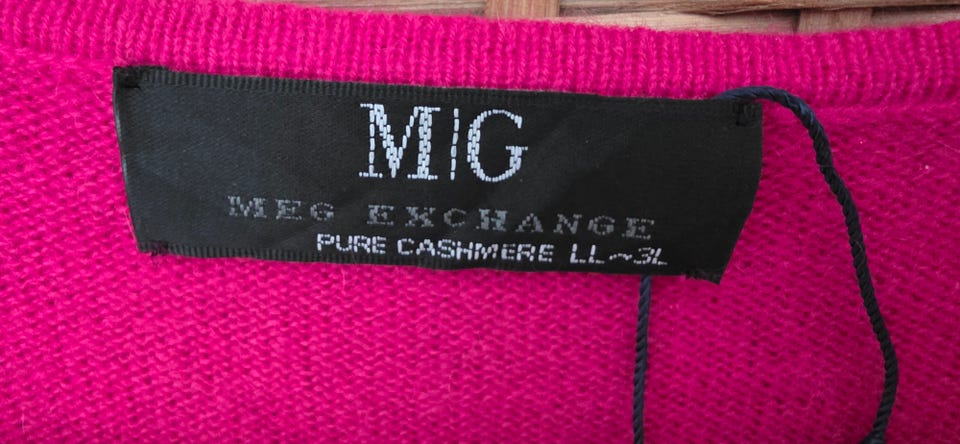 M|G
MEG EXCHANGE
PURE CASHMERE LL~3L